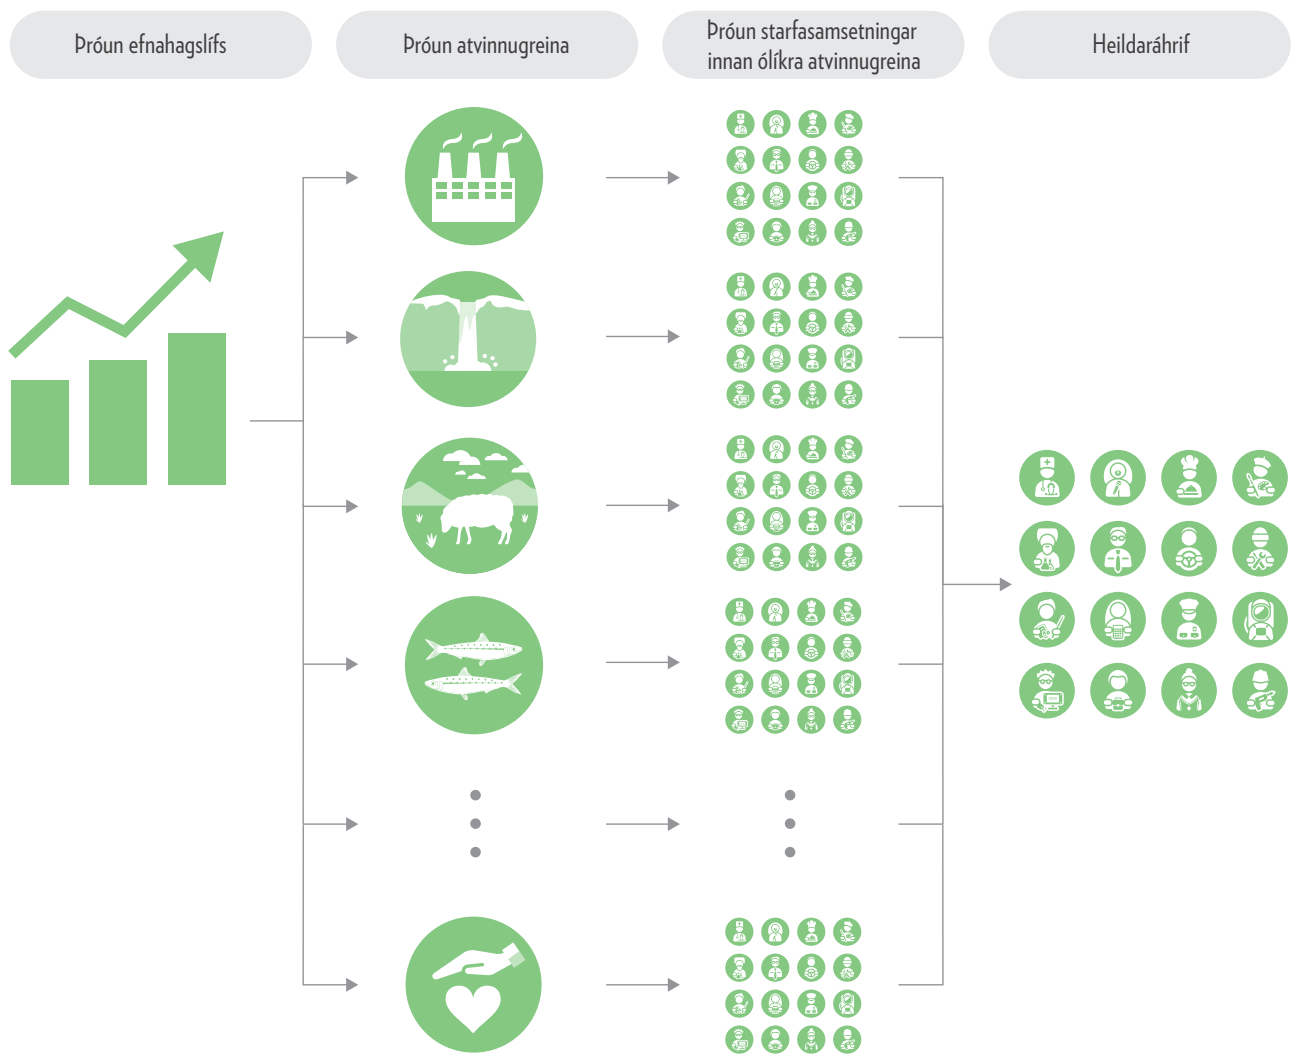 Þróun efnahagslífs
Þróun atvinnugreina
Þróun starfasamsetningar
innan ólíkra atvinnugreina
Heildaráhrif